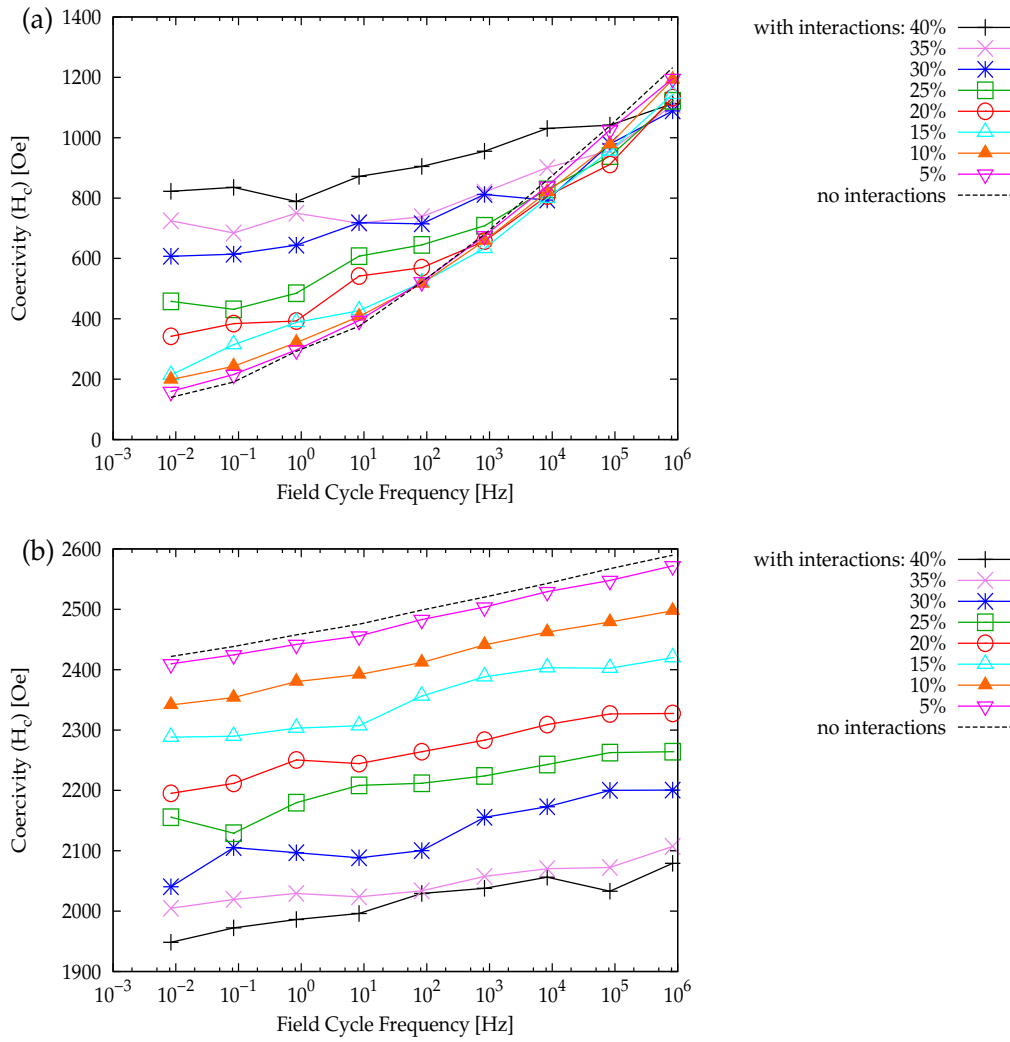 (a)
1400
1200
1000
800
600
400
200
0
Coercivity (H_c) [Oe]
10^-3 10^-2 10^-1 10^0 10^1 10^2 10^3 10^4 10^5 10^6
Field Cycle Frequency [Hz]
with interactions: 40%
35%
30%
25%
20%
15%
10%
5%
no interactions
(b)
2600
2500
2400
2300
2200
2100
2000
1900
Coercivity (H_c) [Oe]
10^-3 10^-2 10^-1 10^0 10^1 10^2 10^3 10^4 10^5 10^6
Field Cycle Frequency [Hz]
with interactions: 40%
35%
30%
25%
20%
15%
10%
5%
no interactions